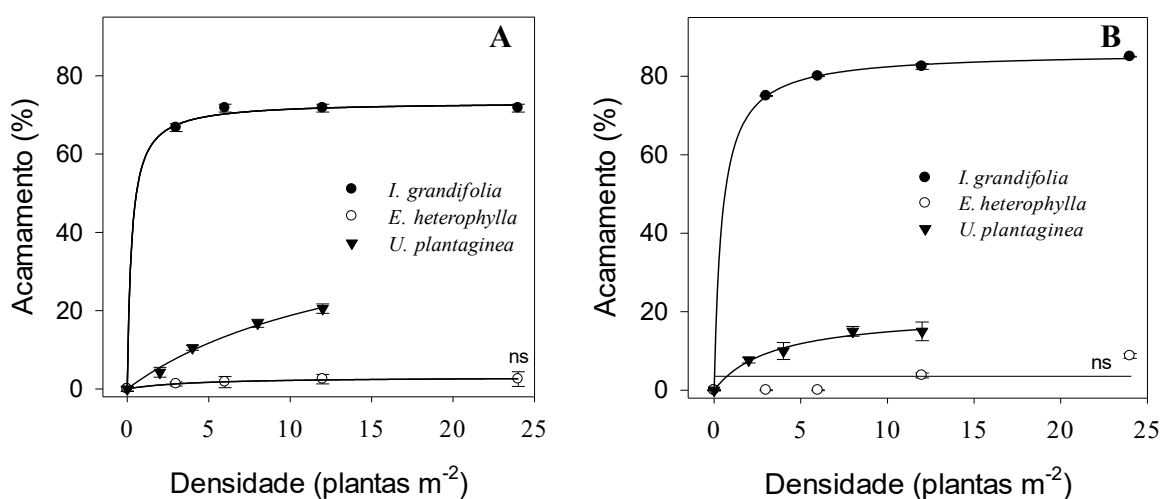 A
Acamamento (%)
80
60
40
20
0
I. grandifolia
E. heterophylla
U. plantaginea
ns
0 5 10 15 20 25
Densidade (plantas m-2)
B
Acamamento (%)
80
60
40
20
0
I. grandifolia
E. heterophylla
U. plantaginea
ns
0 5 10 15 20 25
Densidade (plantas m-2)